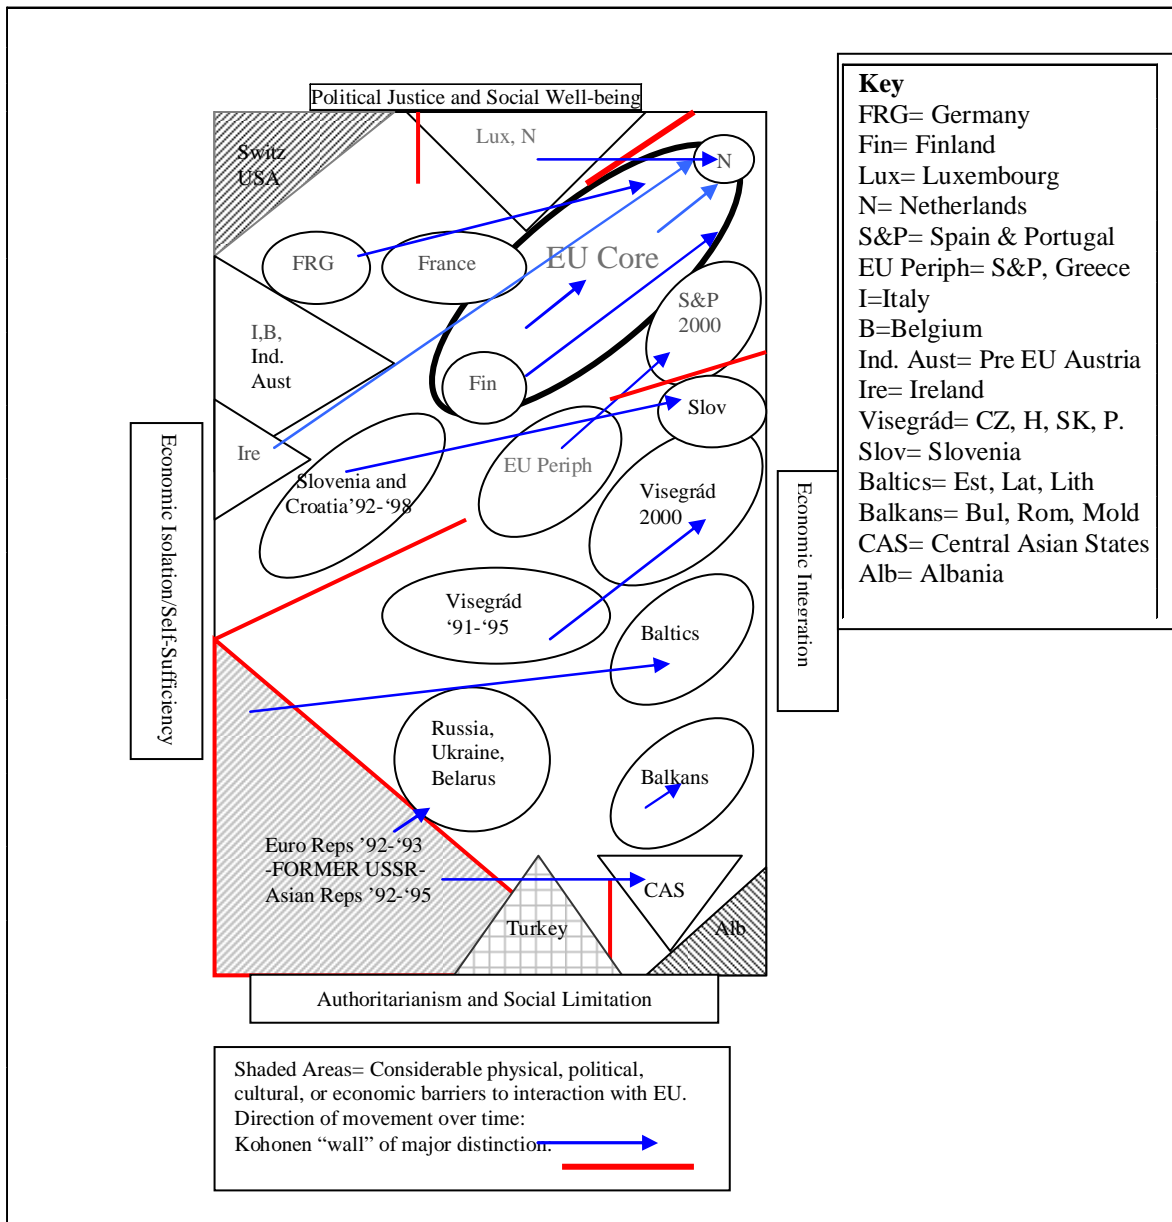 Political Justice and Social Well-being
Switz
USA
Lux, N
N
FRG
France
EU Core
S&P
2000
I,B,
Ind.
Aust
Fin
Slov
Ire
Slovenia and
Croatia’92-‘98
EU Periph
Visegrád
2000
Visegrád
‘91-‘95
Baltics
Russia,
Ukraine,
Belarus
Balkans
Euro Reps ’92-‘93
-FORMER USSR-
Asian Reps ’92-‘95
CAS
Turkey
Alb
Economic Isolation/Self-Sufficiency
Economic Integration
Authoritarianism and Social Limitation
Key
FRG= Germany
Fin= Finland
Lux= Luxembourg
N= Netherlands
S&P= Spain & Portugal
EU Periph= S&P, Greece
I=Italy
B=Belgium
Ind. Aust= Pre EU Austria
Ire= Ireland
Visegrád= CZ, H, SK, P.
Slov= Slovenia
Baltics= Est, Lat, Lith
Balkans= Bul, Rom, Mold
CAS= Central Asian States
Alb= Albania
Shaded Areas= Considerable physical, political,
cultural, or economic barriers to interaction with EU.
Direction of movement over time:
Kohonen “wall” of major distinction: